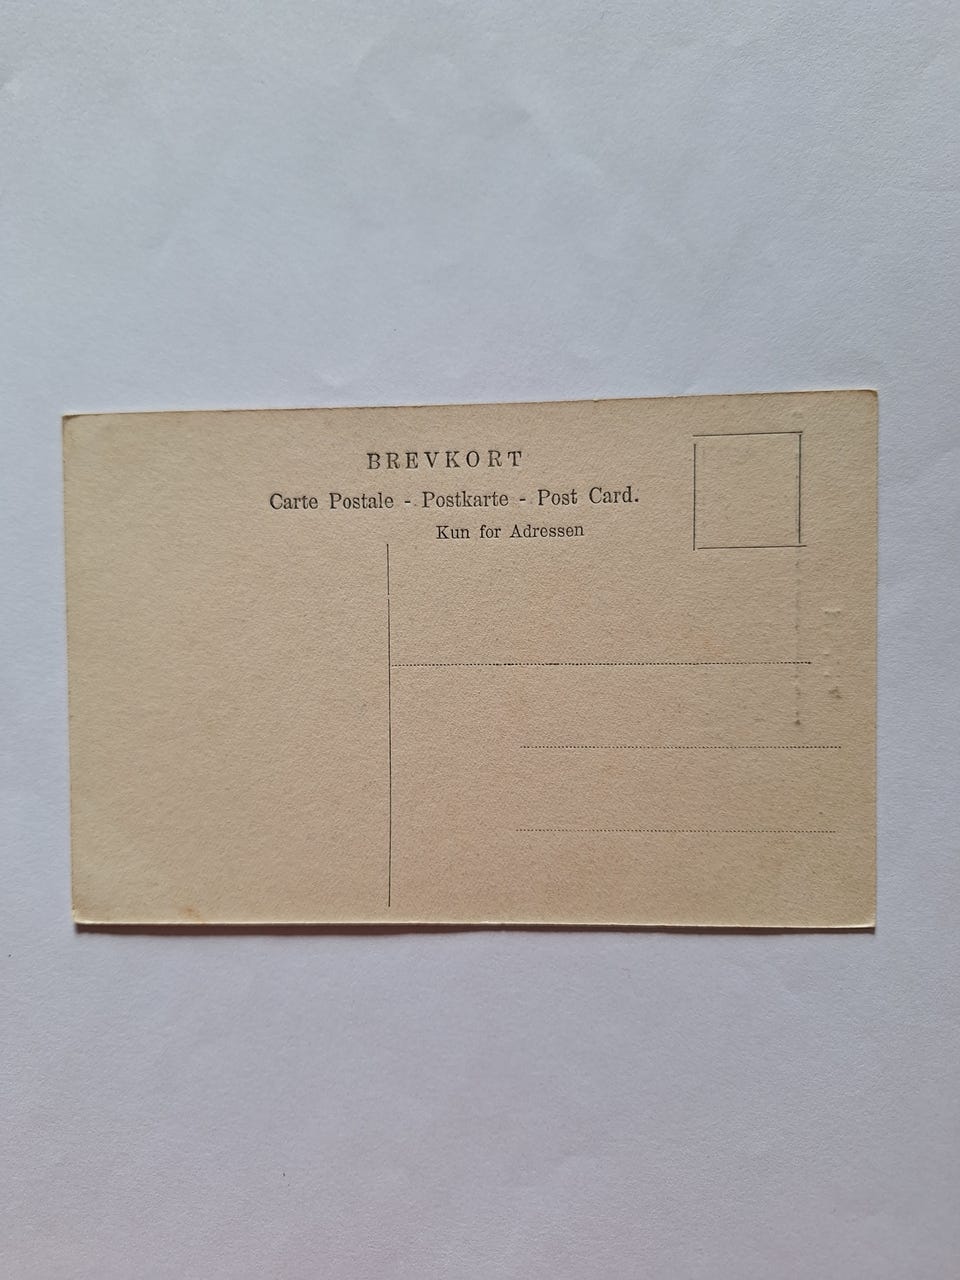 BREVKORT
Carte Postale - Postkarte - Post Card.
Kun for Adressen